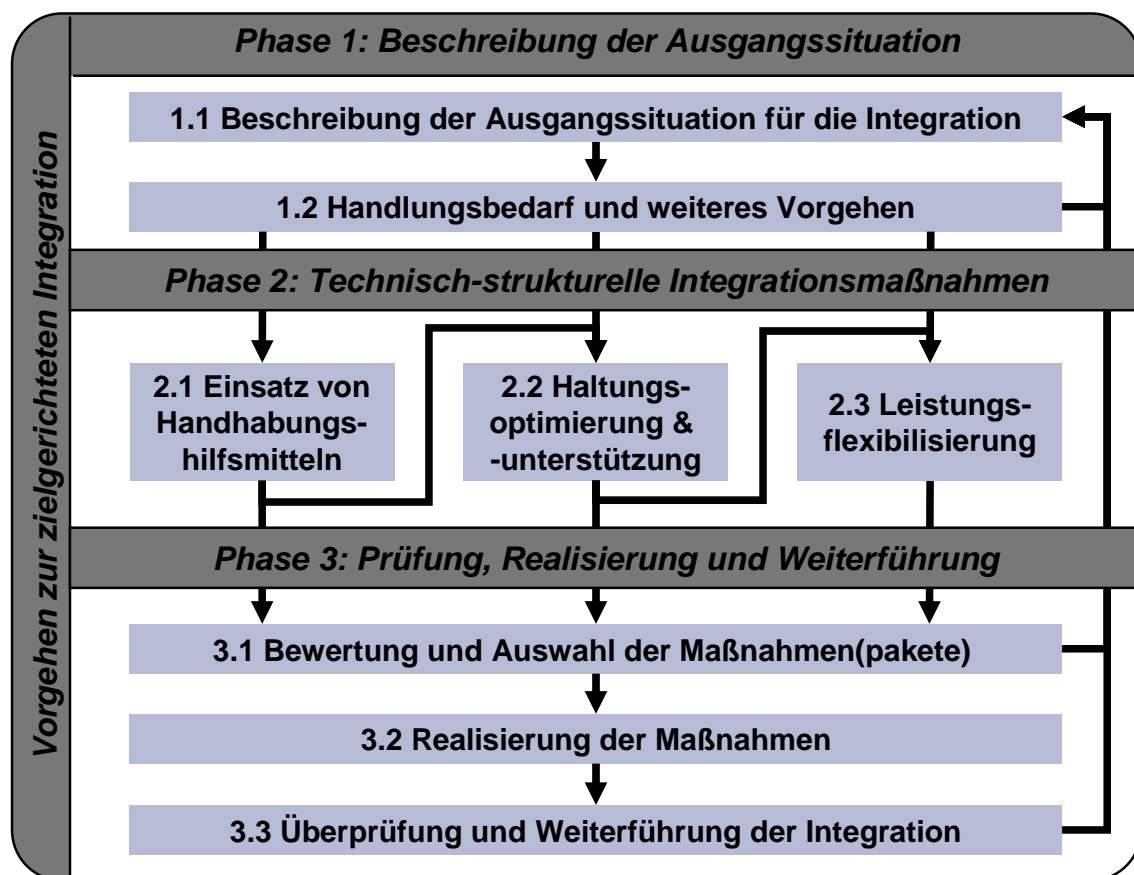 Vorgehen zur zielgerichteten Integration
Phase 1: Beschreibung der Ausgangssituation
1.1 Beschreibung der Ausgangssituation für die Integration
1.2 Handlungsbedarf und weiteres Vorgehen
Phase 2: Technisch-strukturelle Integrationsmaßnahmen
2.1 Einsatz von
Handhabungs-
hilfsmitteln
2.2 Haltungs-
optimierung &
-unterstützung
2.3 Leistungs-
flexibilisierung
Phase 3: Prüfung, Realisierung und Weiterführung
3.1 Bewertung und Auswahl der Maßnahmen(pakete)
3.2 Realisierung der Maßnahmen
3.3 Überprüfung und Weiterführung der Integration